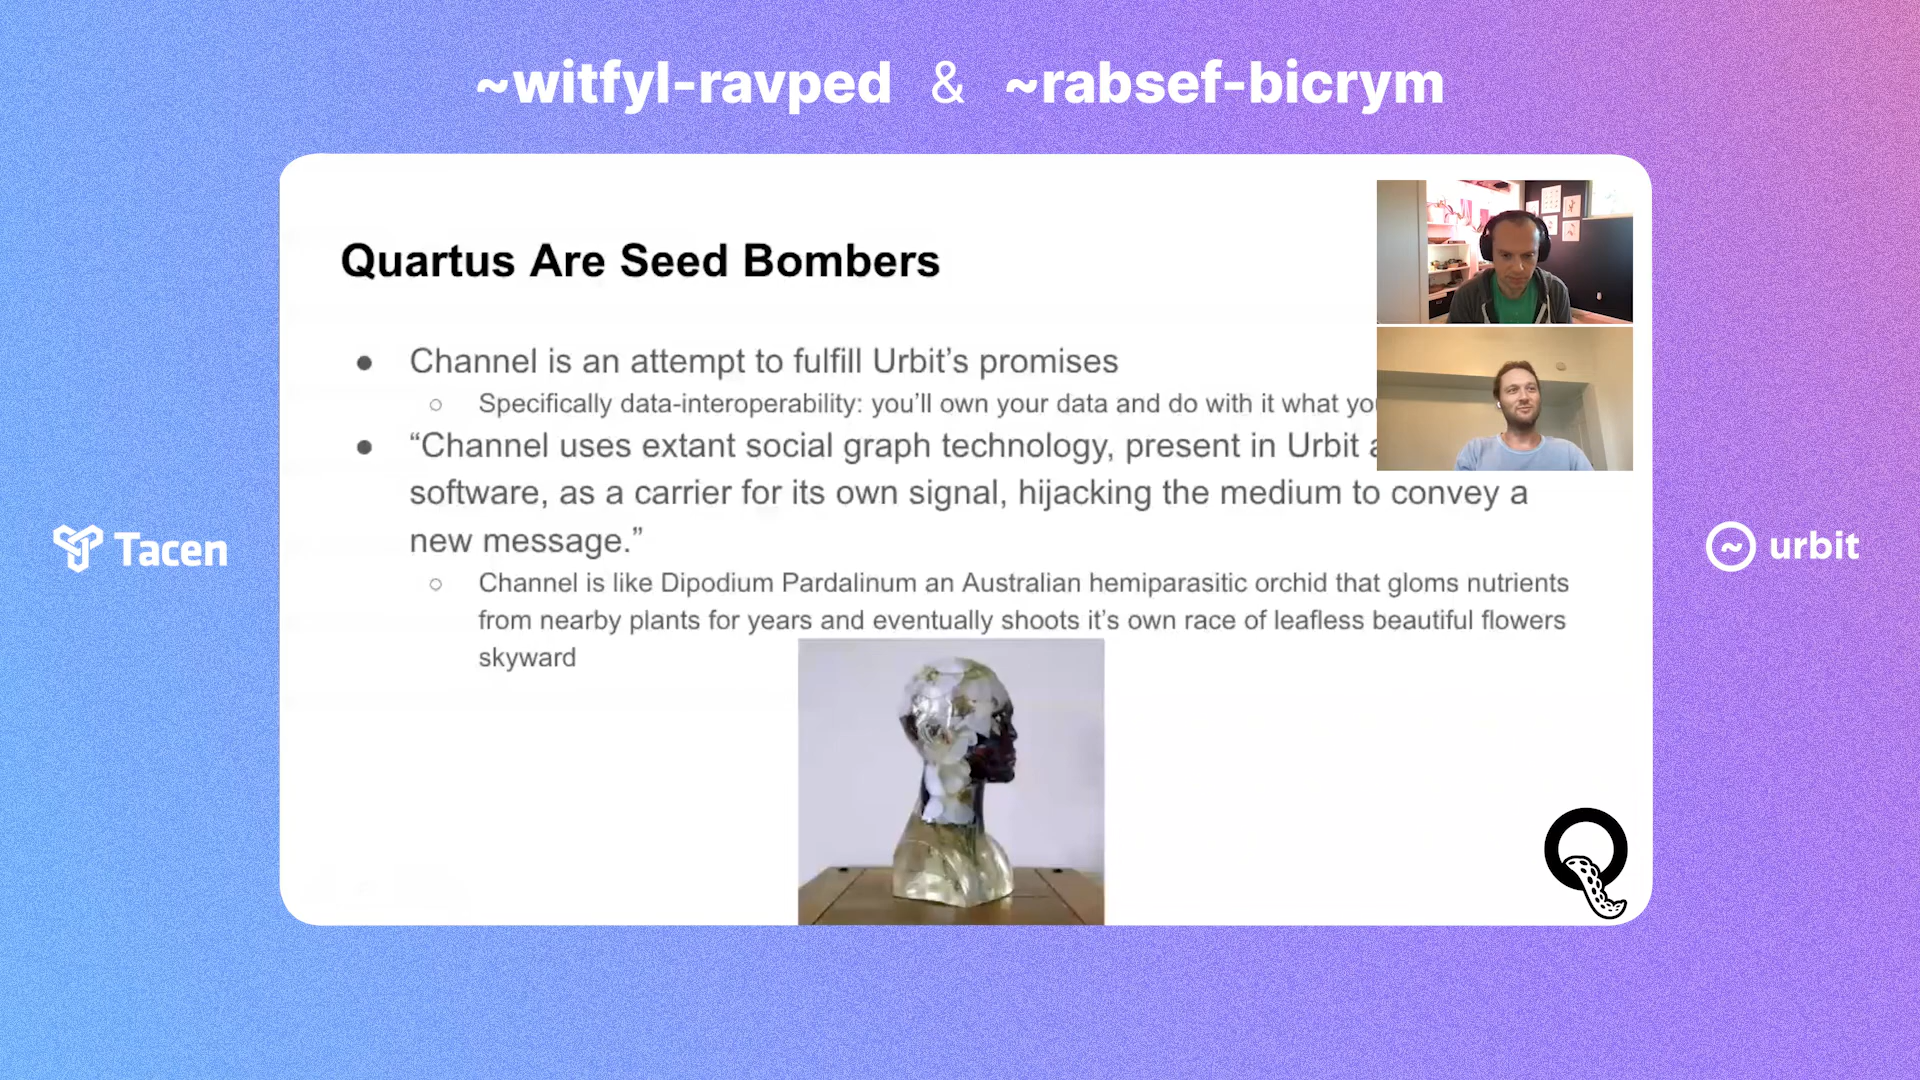 ~witfyl-ravped & ~rabsef-bicrym
Quartus Are Seed Bombers
● Channel is an attempt to fulfill Urbit’s promises
○ Specifically data-interoperability: you’ll own your data and do with it what
● “Channel uses extant social graph technology, present in Urbit
software, as a carrier for its own signal, hijacking the medium to convey a
new message.”
○ Channel is like Dipodium Pardalinum an Australian hemiparasitic orchid that gloms nutrients
from nearby plants for years and eventually shoots it’s own race of leafless beautiful flowers
skyward
Tacen
~ urbit
Q